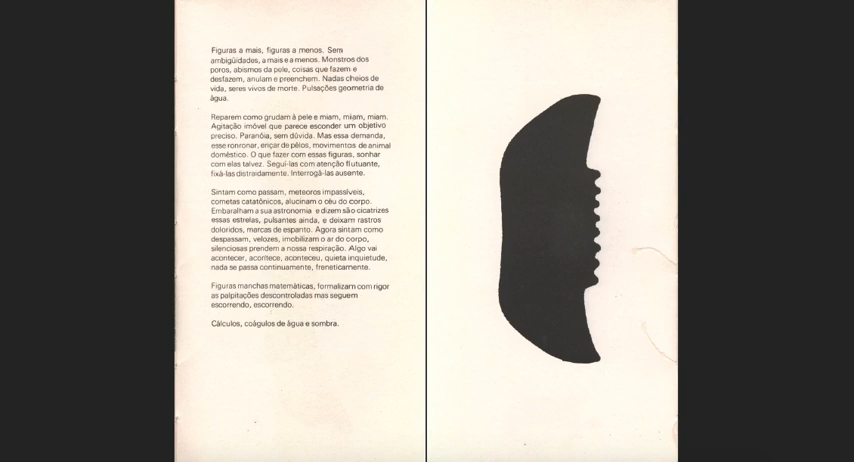 Figuras a mais, figuras a menos. Sem
ambigüidades, a mais e a menos. Monstros dos
poros, abismos da pele, coisas que fazem e
desfazem, anulam e preenchem. Nadas cheios de
vida, seres vivos de morte. Pulsações geometria de
água.
Reparem como grudam à pele e miam, miam, miam.
Agitação imóvel que parece esconder um objetivo
preciso. Paranóia, sem dúvida. Mas essa demanda,
esse ronronar, eriçar de pêlos, movimentos de animal
doméstico. O que fazer com essas figuras, sonhar
com elas talvez. Seguí-las com atenção flutuante,
fixá-las distraidamente. Interrogá-las ausente.
Sintam como passam, meteoros impassíveis,
cometas catatônicos, alucinam o céu do corpo.
Embaralham a sua astronomia e dizem são cicatrizes
essas estrelas, pulsantes ainda, e deixam rastros
doloridos, marcas de espanto. Agora sintam como
despassam, velozes, imobilizam o ar do corpo,
silenciosas prendem a nossa respiração. Algo vai
acontecer, acontece, aconteceu, quieta inquietude,
nada se passa continuamente, freneticamente.
Figuras manchas matemáticas, formalizam com rigor
as palpitações descontroladas mas seguem
escorrendo, escorrendo.
Cálculos, coágulos de água e sombra.